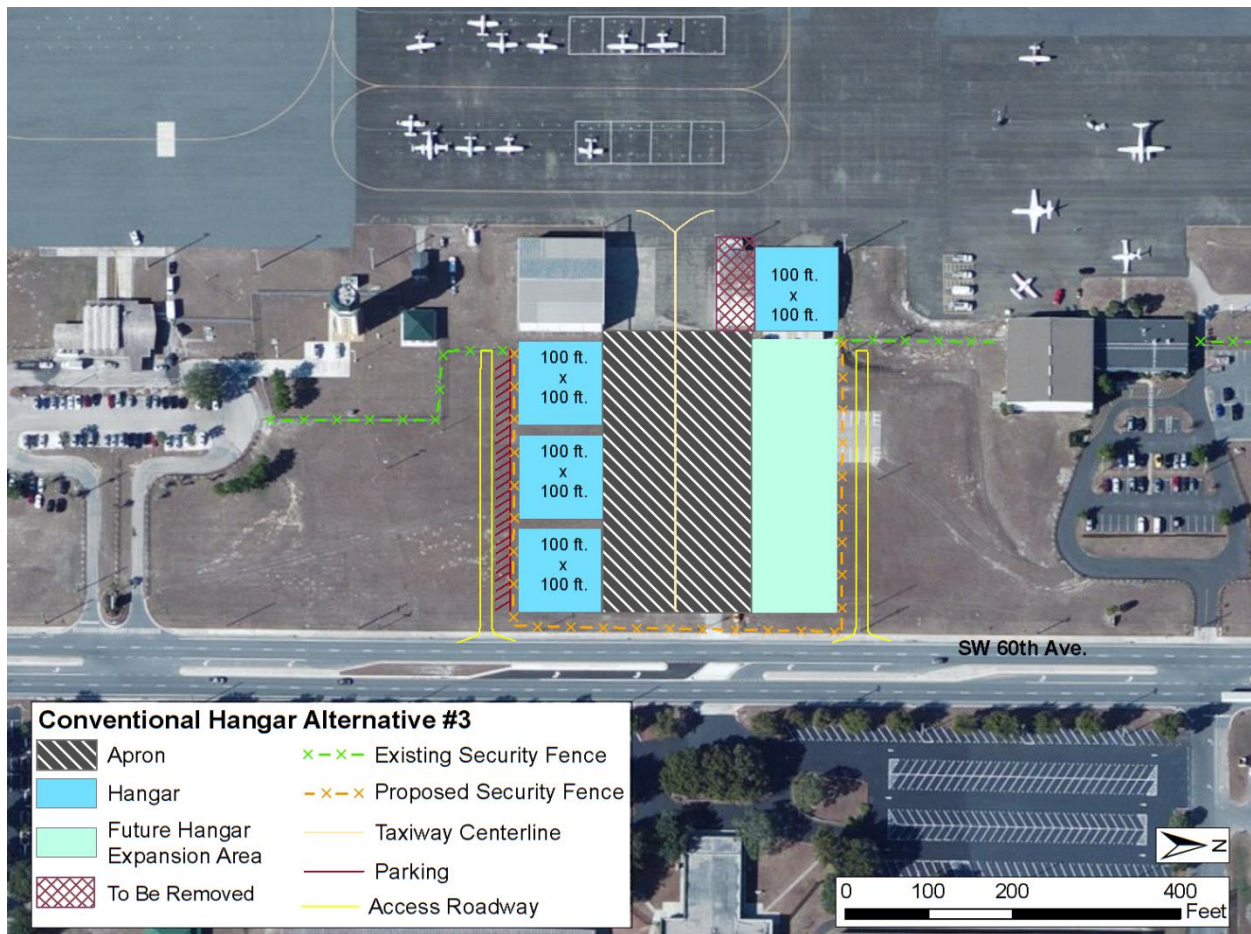 100 ft.
x
100 ft.
100 ft.
x
100 ft.
100 ft.
x
100 ft.
100 ft.
x
100 ft.
SW 60th Ave.
Conventional Hangar Alternative #3
Apron
Hangar
Future Hangar
Expansion Area
To Be Removed
Existing Security Fence
Proposed Security Fence
Taxiway Centerline
Parking
Access Roadway
N
0 100 200 400
Feet